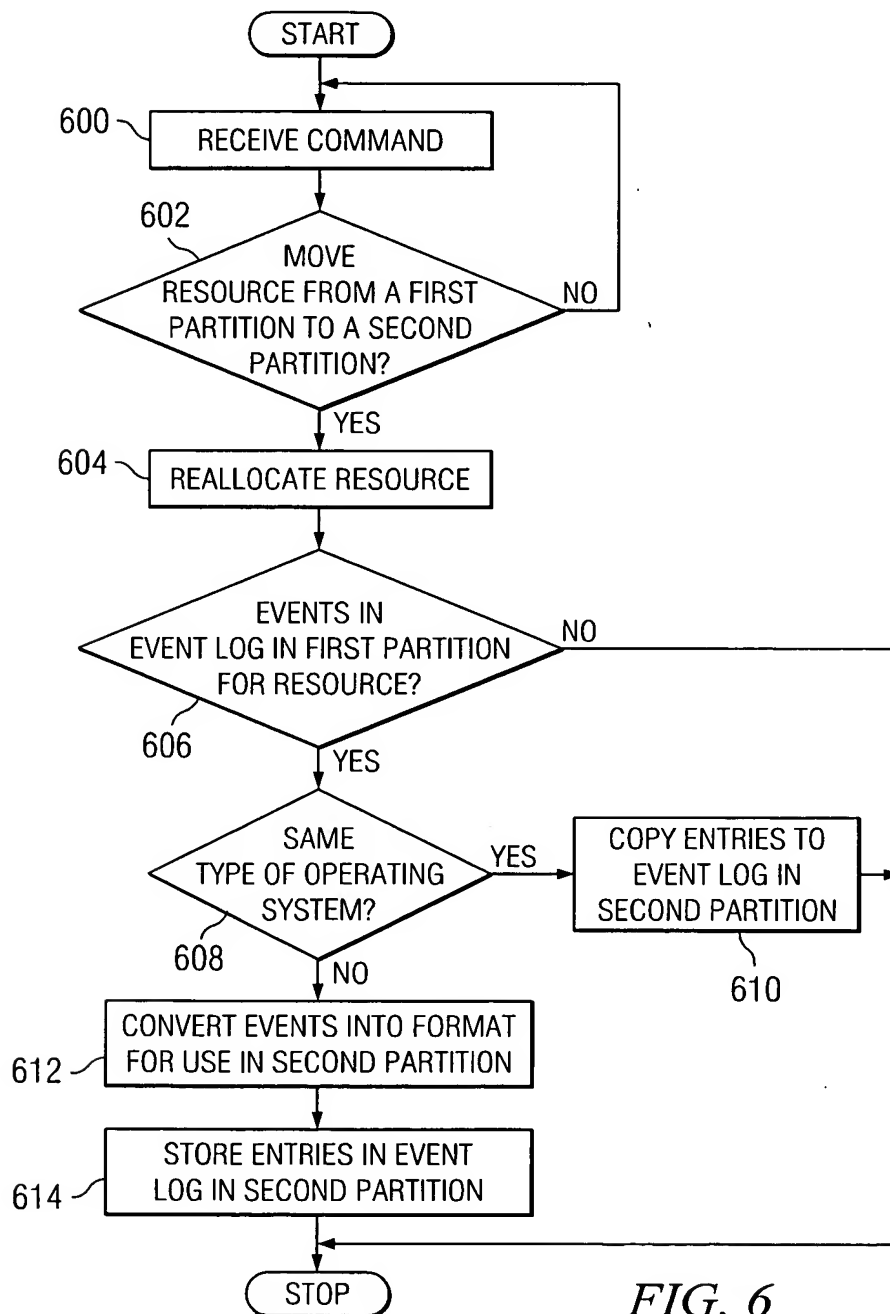 START
600
RECEIVE COMMAND
602
MOVE
RESOURCE FROM A FIRST
PARTITION TO A SECOND
PARTITION?
NO
YES
604
REALLOCATE RESOURCE
EVENTS IN
EVENT LOG IN FIRST PARTITION
FOR RESOURCE?
NO
606
YES
SAME
TYPE OF OPERATING
SYSTEM?
YES
608
NO
COPY ENTRIES TO
EVENT LOG IN
SECOND PARTITION
610
CONVERT EVENTS INTO FORMAT
FOR USE IN SECOND PARTITION
612
STORE ENTRIES IN EVENT
LOG IN SECOND PARTITION
614
STOP
FIG. 6